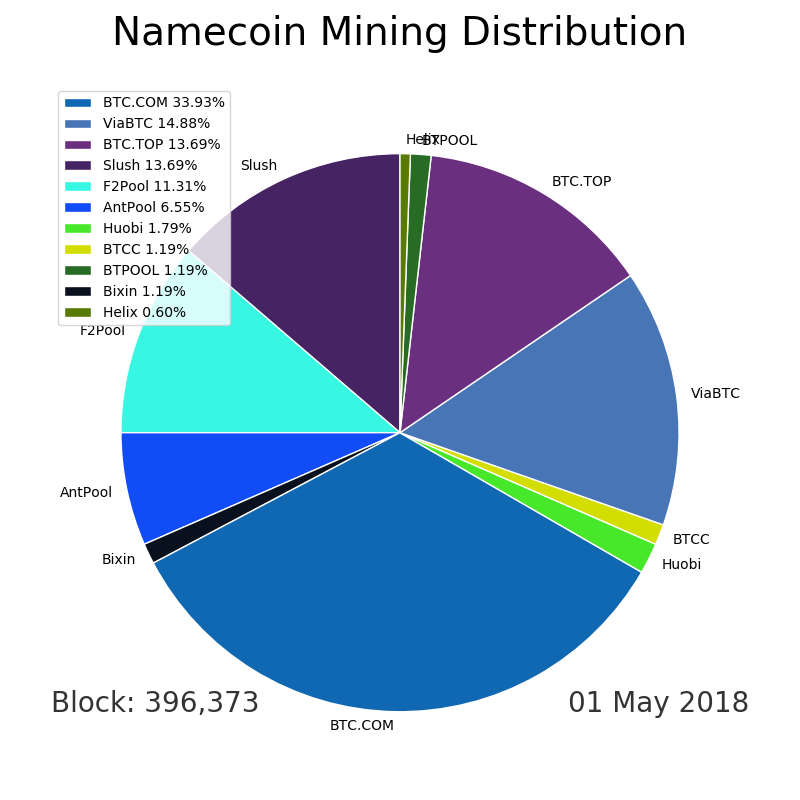 Namecoin Mining Distribution
BTC.COM 33.93%
ViaBTC 14.88%
BTC.TOP 13.69%
Slush 13.69%
F2Pool 11.31%
AntPool 6.55%
Huobi 1.79%
BTCC 1.19%
BTPOOL 1.19%
Bixin 1.19%
Helix 0.60%
Helix
BTPOOL
Slush
BTC.TOP
F2Pool
ViaBTC
AntPool
BTCC
Bixin
Huobi
Block: 396,373
01 May 2018
BTC.COM